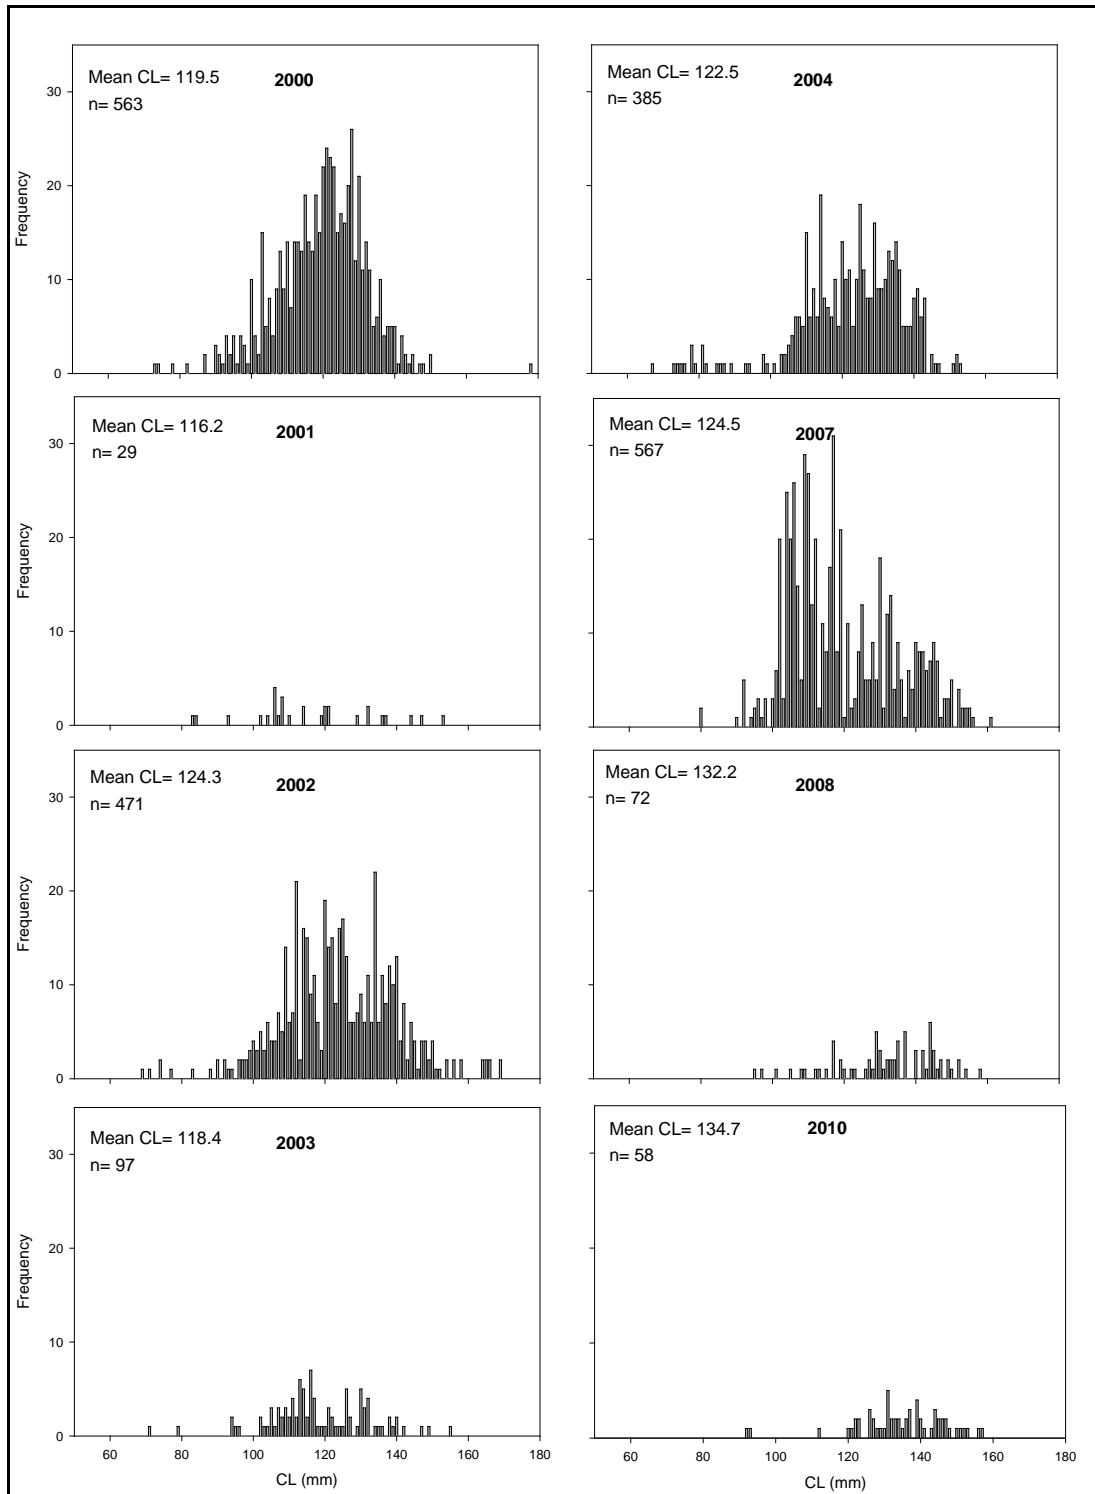 Mean CL= 119.5
n= 563
2000
30
20
10
0
Frequency
Mean CL= 122.5
n= 385
2004
Mean CL= 116.2
n= 29
2001
30
20
10
0
Frequency
Mean CL= 124.5
n= 567
2007
Mean CL= 124.3
n= 471
2002
30
20
10
0
Frequency
Mean CL= 132.2
n= 72
2008
Mean CL= 118.4
n= 97
2003
30
20
10
0
Frequency
60 80 100 120 140 160 180
CL (mm)
Mean CL= 134.7
n= 58
2010
60 80 100 120 140 160 180
CL (mm)